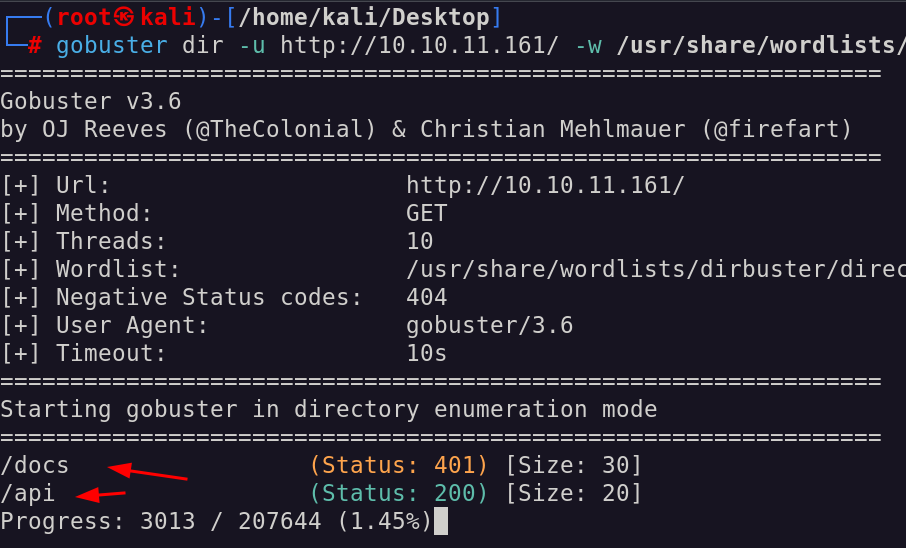 (root㉿kali)-[/home/kali/Desktop]
# gobuster dir -u http://10.10.11.161/ -w /usr/share/wordlists/
===============================================================
Gobuster v3.6
by OJ Reeves (@TheColonial) & Christian Mehlmauer (@firefart)
===============================================================
[+] Url:                     http://10.10.11.161/
[+] Method:                  GET
[+] Threads:                 10
[+] Wordlist:                /usr/share/wordlists/dirbuster/direc
[+] Negative Status codes:   404
[+] User Agent:              gobuster/3.6
[+] Timeout:                 10s
===============================================================
Starting gobuster in directory enumeration mode
===============================================================
/docs                 (Status: 401) [Size: 30]
/api                  (Status: 200) [Size: 20]
Progress: 3013 / 207644 (1.45%)